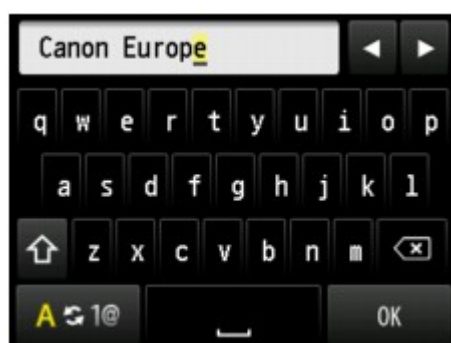 Canon Europe
q w e r t y u i o p
a s d f g h j k l
z x c v b n m
A 1@ OK